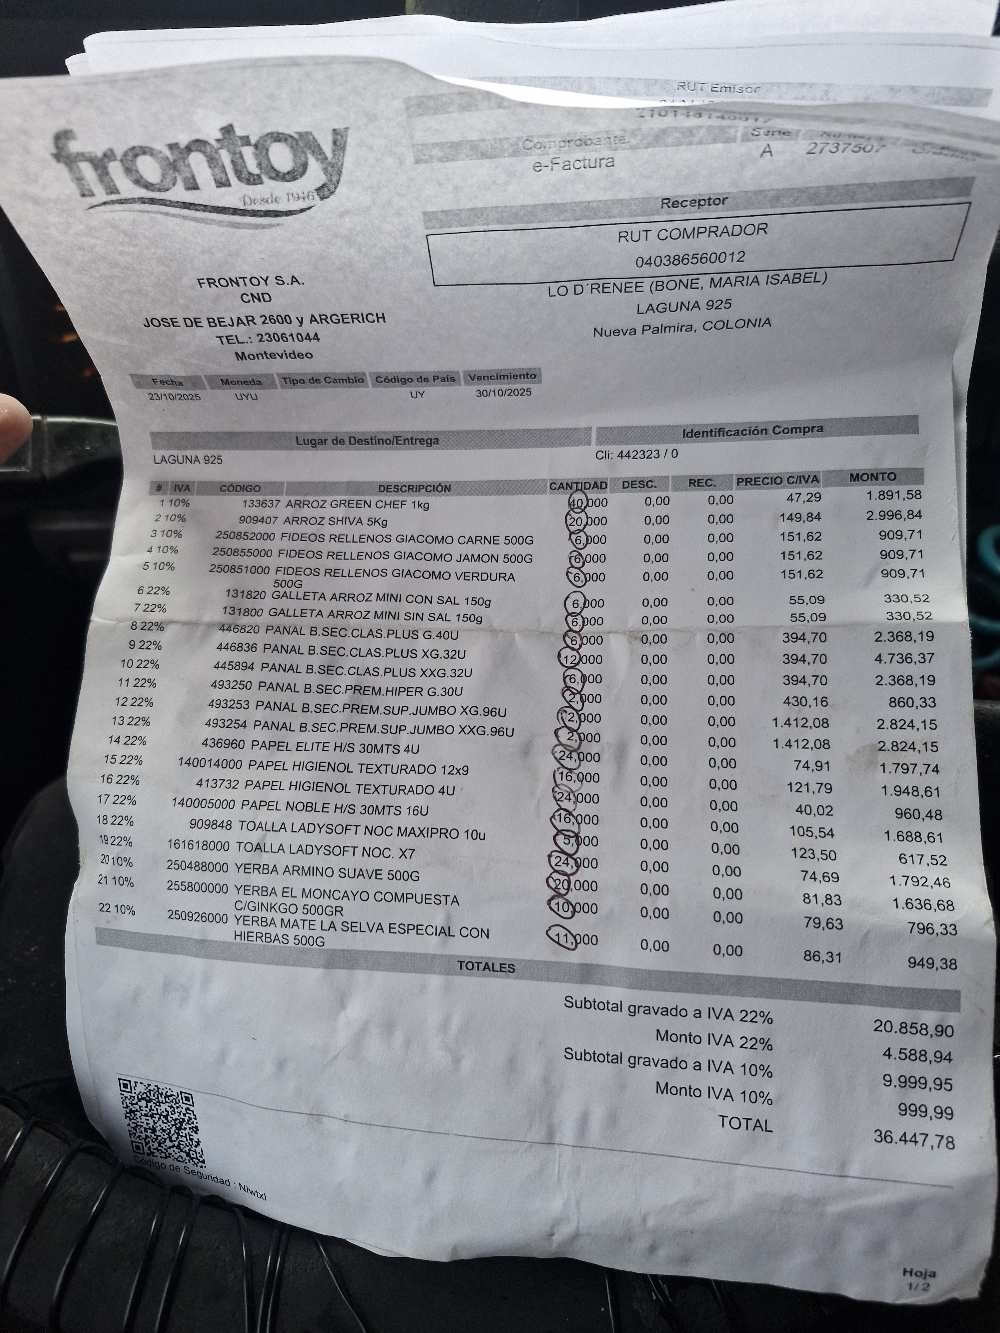 frontoy
Desde 1946
RUT Emisor
Comprobante Serie
e-Factura A 2737507
Receptor
RUT COMPRADOR
040386560012
LO D´RENEE (BONE, MARIA ISABEL)
LAGUNA 925
Nueva Palmira, COLONIA
FRONTOY S.A.
CND
JOSE DE BEJAR 2600 y ARGERICH
TEL.: 23061044
Montevideo
Fecha Moneda Tipo de Cambio Código de País Vencimiento
23/10/2025 UYU UY 30/10/2025
Lugar de Destino/Entrega Identificación Compra
LAGUNA 925 Cli: 442323 / 0
# IVA CÓDIGO DESCRIPCIÓN CANTIDAD DESC. REC. PRECIO C/IVA MONTO
1 10% 133637 ARROZ GREEN CHEF 1kg 40,000 0,00 0,00 47,29 1.891,58
2 10% 909407 ARROZ SHIVA 5Kg 20,000 0,00 0,00 149,84 2.996,84
3 10% 250852000 FIDEOS RELLENOS GIACOMO CARNE 500G 6,000 0,00 0,00 151,62 909,71
4 10% 250855000 FIDEOS RELLENOS GIACOMO JAMON 500G 6,000 0,00 0,00 151,62 909,71
5 10% 250851000 FIDEOS RELLENOS GIACOMO VERDURA 6,000 0,00 0,00 151,62 909,71
500G
6 22% 131820 GALLETA ARROZ MINI CON SAL 150g 6,000 0,00 0,00 55,09 330,52
7 22% 131800 GALLETA ARROZ MINI SIN SAL 150g 6,000 0,00 0,00 55,09 330,52
8 22% 446820 PANAL B.SEC.CLAS.PLUS G.40U 6,000 0,00 0,00 394,70 2.368,19
9 22% 446836 PANAL B.SEC.CLAS.PLUS XG.32U 12,000 0,00 0,00 394,70 4.736,37
10 22% 445894 PANAL B.SEC.CLAS.PLUS XXG.32U 6,000 0,00 0,00 394,70 2.368,19
11 22% 493250 PANAL B.SEC.PREM.HIPER G.30U 2,000 0,00 0,00 430,16 860,33
12 22% 493253 PANAL B.SEC.PREM.SUP.JUMBO XG.96U 2,000 0,00 0,00 1.412,08 2.824,15
13 22% 493254 PANAL B.SEC.PREM.SUP.JUMBO XXG.96U 2,000 0,00 0,00 1.412,08 2.824,15
14 22% 436960 PAPEL ELITE H/S 30MTS 4U 24,000 0,00 0,00 74,91 1.797,74
15 22% 140014000 PAPEL HIGIENOL TEXTURADO 12x9 16,000 0,00 0,00 121,79 1.948,61
16 22% 413732 PAPEL HIGIENOL TEXTURADO 4U 24,000 0,00 0,00 40,02 960,48
17 22% 140005000 PAPEL NOBLE H/S 30MTS 16U 16,000 0,00 0,00 105,54 1.688,61
18 22% 909848 TOALLA LADYSOFT NOC MAXIPRO 10u 5,000 0,00 0,00 123,50 617,52
19 22% 161618000 TOALLA LADYSOFT NOC. X7 24,000 0,00 0,00 74,69 1.792,46
20 10% 250488000 YERBA ARMINO SUAVE 500G 20,000 0,00 0,00 81,83 1.636,68
21 10% 255800000 YERBA EL MONCAYO COMPUESTA 10,000 0,00 0,00 79,63 796,33
C/GINKGO 500GR
22 10% 250926000 YERBA MATE LA SELVA ESPECIAL CON 11,000 0,00 0,00 86,31 949,38
HIERBAS 500G
TOTALES
Subtotal gravado a IVA 22% 20.858,90
Monto IVA 22% 4.588,94
Subtotal gravado a IVA 10% 9.999,95
Monto IVA 10% 999,99
TOTAL 36.447,78
Código de Seguridad :
Hoja
1/2